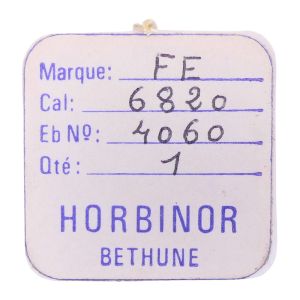 Marque: FE
Cal: 6820
Eb Nº: 4060
Qté: 1
HORBINOR
BETHUNE